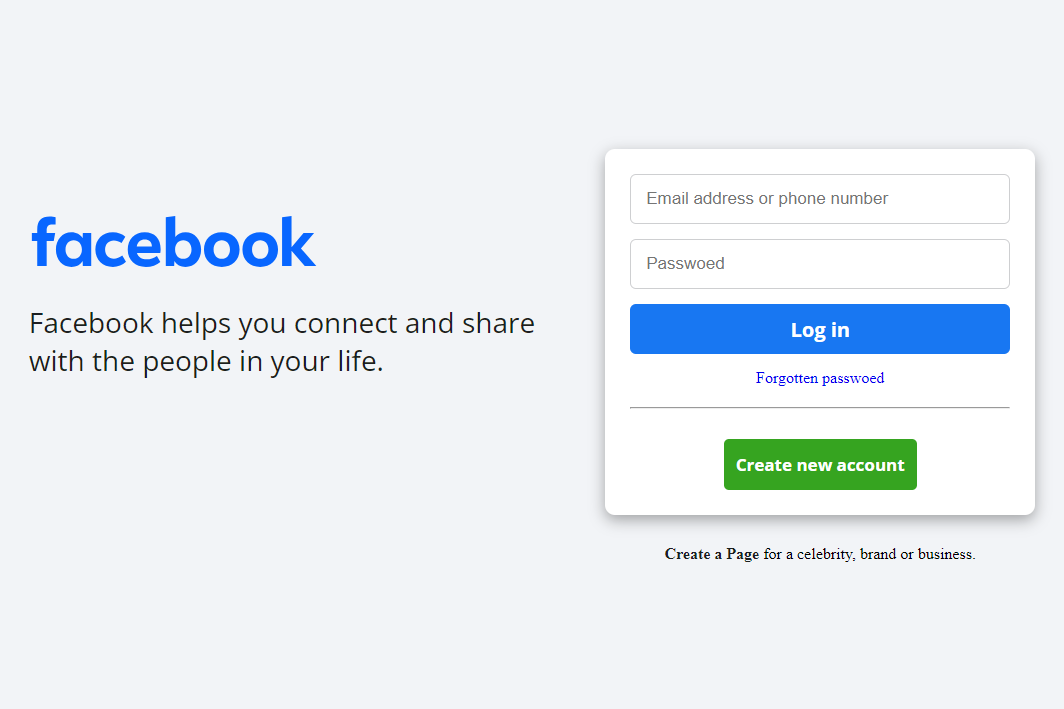 facebook
Facebook helps you connect and share
with the people in your life.
Email address or phone number
Passwoed
Log in
Forgotten passwoed
Create new account
Create a Page for a celebrity, brand or business.